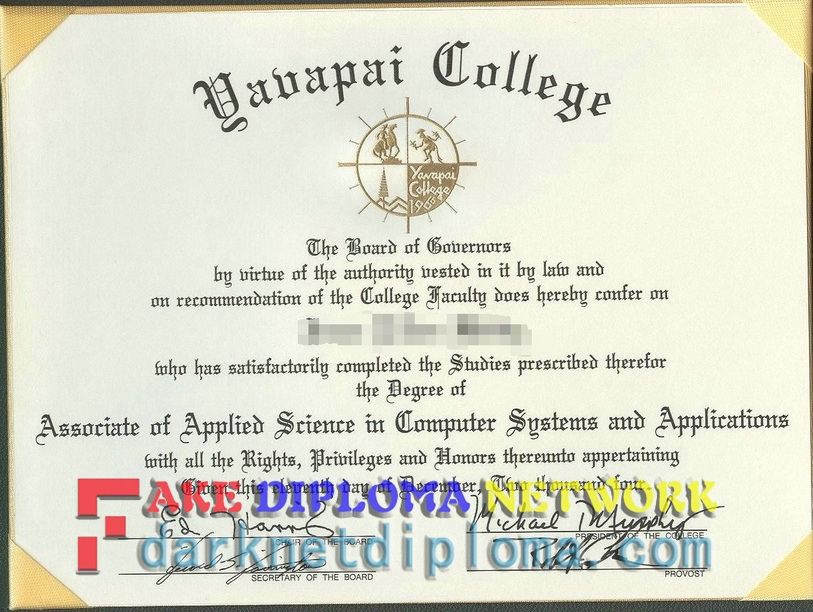 Yavapai College
Yavapai
College
The Board of Governors
by virtue of the authority vested in it by law and
on recommendation of the College Faculty does hereby confer on
who has satisfactorily completed the Studies prescribed therefor
the Degree of
Associate of Applied Science in Computer Systems and Applications
with all the Rights, Privileges and Honors thereunto appertaining
Given this eleventh day of December, Two thousand four
FAKE DIPLOMA NETWORK
CHAIR OF THE BOARD
Michael Murphy
PRESIDENT OF THE COLLEGE
darknetdiploma.com
SECRETARY OF THE BOARD
PROVOST